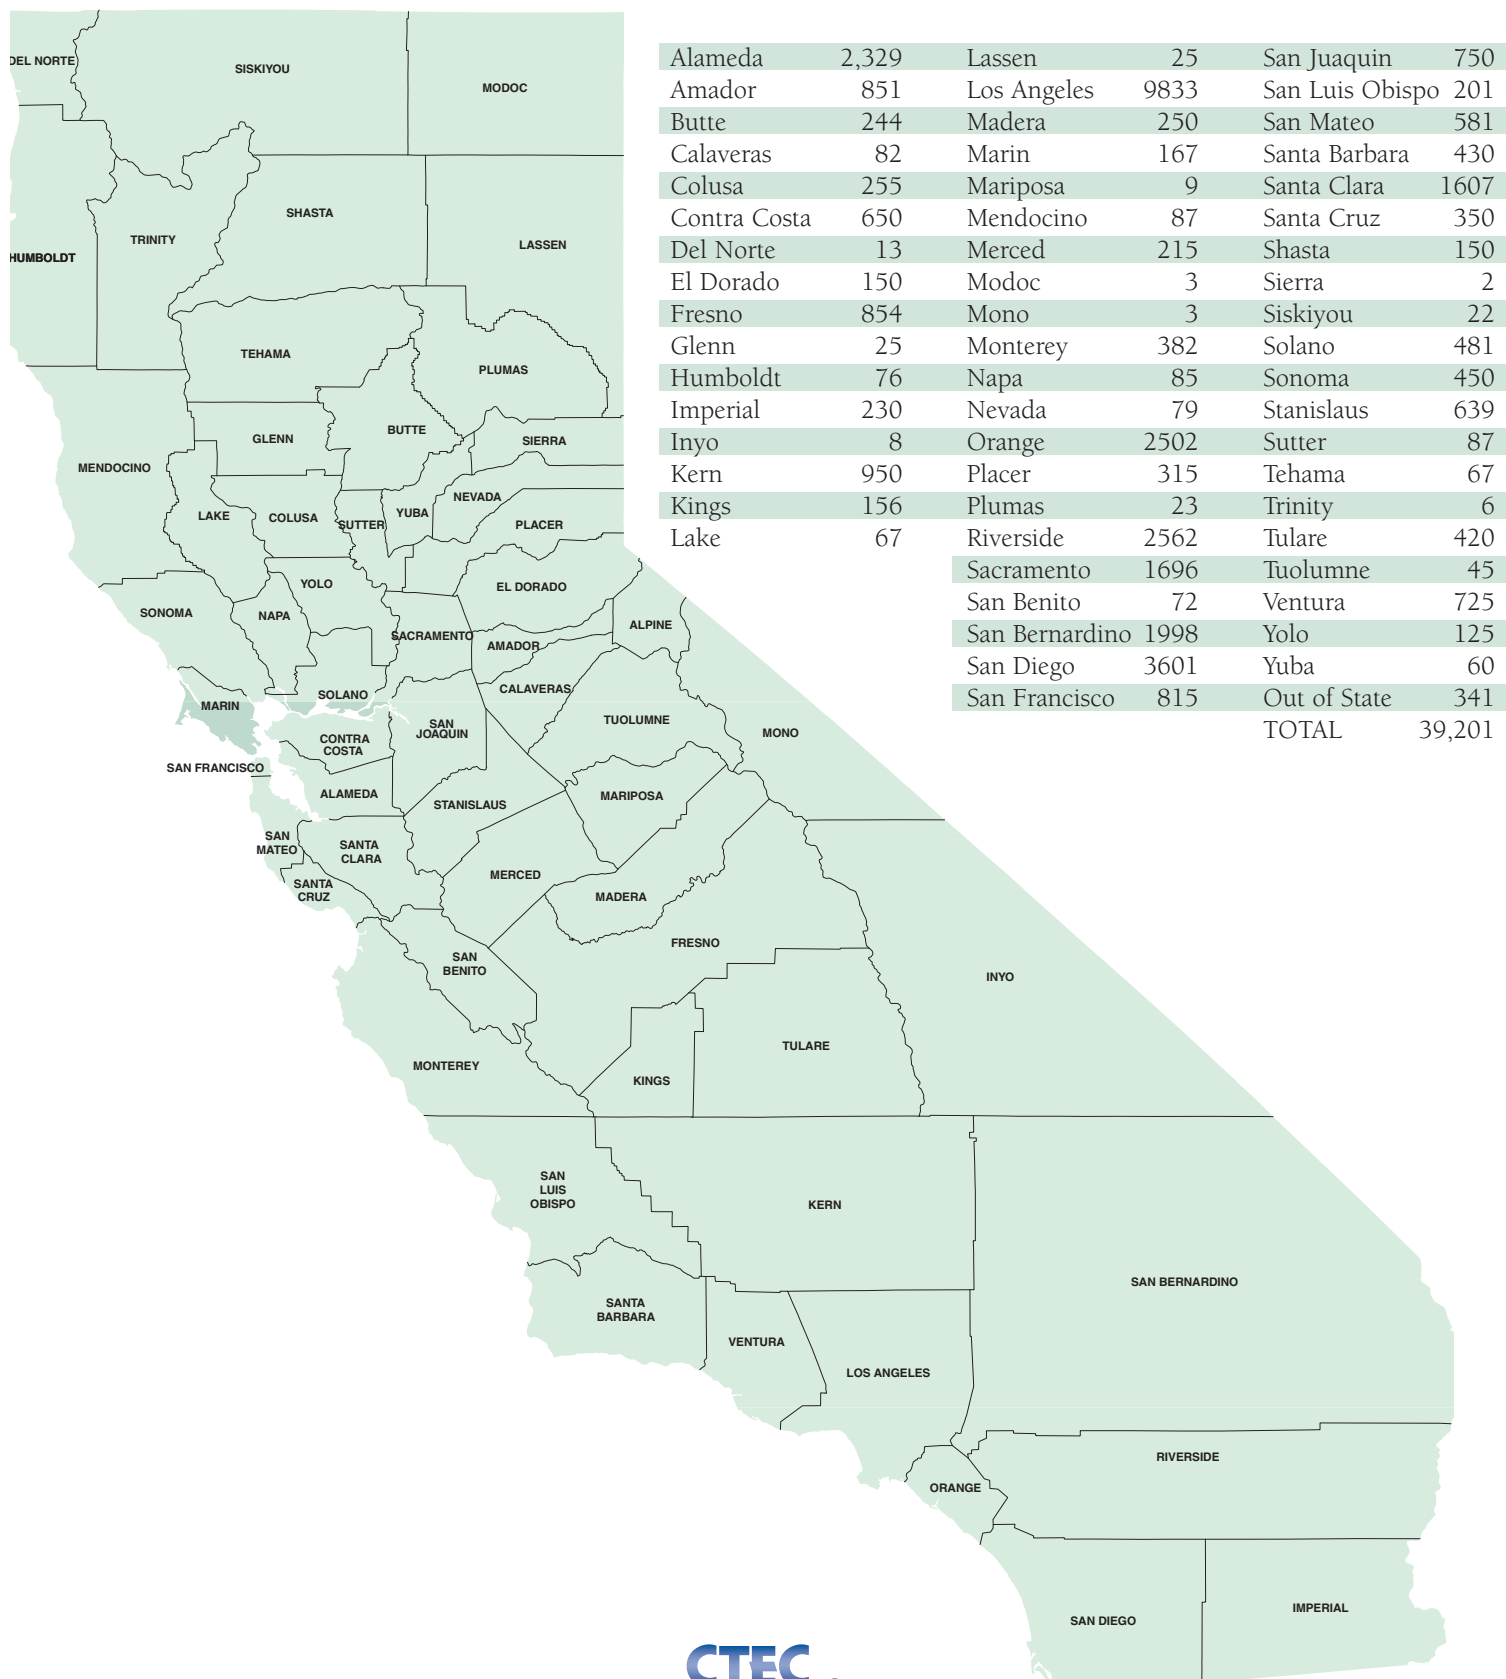 Alameda 2,329 Lassen 25 San Juaquin 750
Amador 851 Los Angeles 9833 San Luis Obispo 201
Butte 244 Madera 250 San Mateo 581
Calaveras 82 Marin 167 Santa Barbara 430
Colusa 255 Mariposa 9 Santa Clara 1607
Contra Costa 650 Mendocino 87 Santa Cruz 350
Del Norte 13 Merced 215 Shasta 150
El Dorado 150 Modoc 3 Sierra 2
Fresno 854 Mono 3 Siskiyou 22
Glenn 25 Monterey 382 Solano 481
Humboldt 76 Napa 85 Sonoma 450
Imperial 230 Nevada 79 Stanislaus 639
Inyo 8 Orange 2502 Sutter 87
Kern 950 Placer 315 Tehama 67
Kings 156 Plumas 23 Trinity 6
Lake 67 Riverside 2562 Tulare 420
Sacramento 1696 Tuolumne 45
San Benito 72 Ventura 725
San Bernardino 1998 Yolo 125
San Diego 3601 Yuba 60
San Francisco 815 Out of State 341
TOTAL 39,201
DEL NORTE
SISKIYOU
MODOC
SHASTA
TRINITY
LASSEN
HUMBOLDT
TEHAMA
PLUMAS
BUTTE
GLENN
SIERRA
MENDOCINO
NEVADA
YUBA
LAKE
COLUSA
SUTTER
PLACER
YOLO
EL DORADO
SONOMA
NAPA
ALPINE
SACRAMENTO
AMADOR
CALAVERAS
SOLANO
MARIN
TUOLUMNE
SAN
JOAQUIN
MONO
CONTRA
COSTA
SAN FRANCISCO
ALAMEDA
MARIPOSA
STANISLAUS
SAN
MATEO
SANTA
CLARA
MERCED
SANTA
CRUZ
MADERA
FRESNO
SAN
BENITO
INYO
TULARE
MONTEREY
KINGS
SAN
LUIS
OBISPO
KERN
SAN BERNARDINO
SANTA
BARBARA
VENTURA
LOS ANGELES
RIVERSIDE
ORANGE
IMPERIAL
SAN DIEGO
CTEC